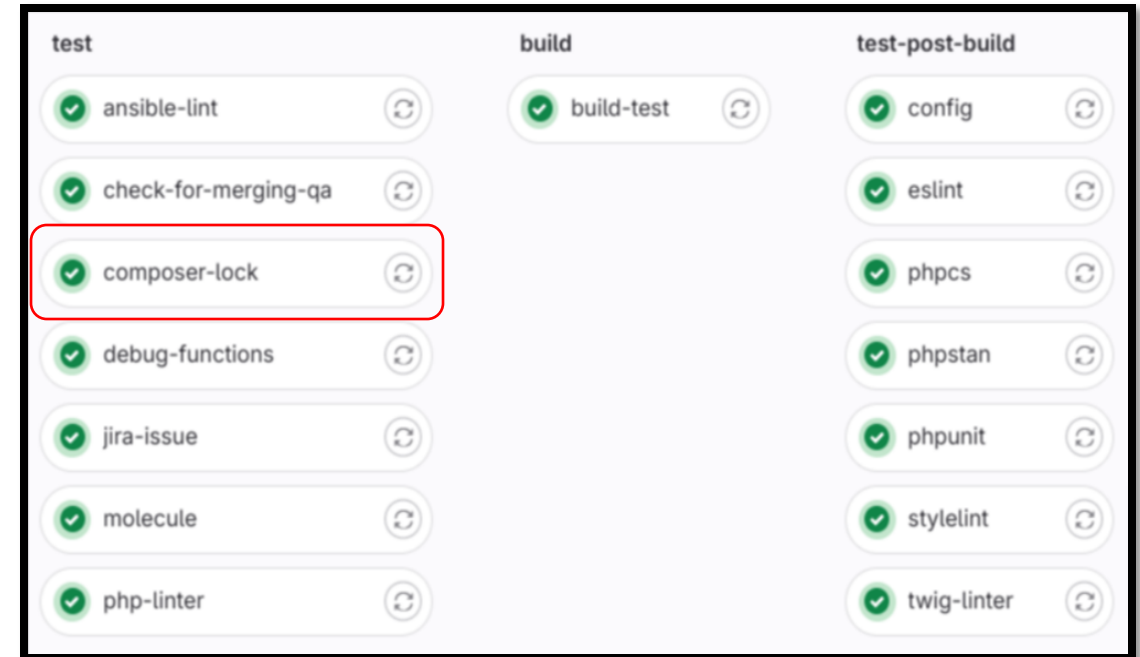 test
ansible-lint
check-for-merging-qa
composer-lock
debug-functions
jira-issue
molecule
php-linter
build
build-test
test-post-build
config
eslint
phpcs
phpstan
phpunit
stylelint
twig-linter